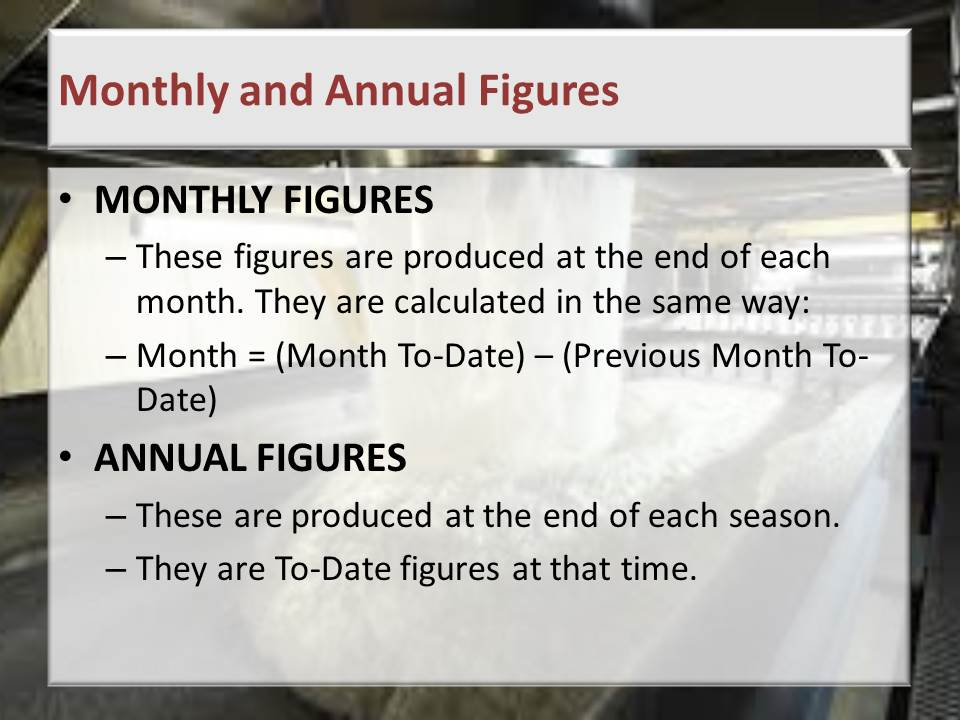 Monthly and Annual Figures
• MONTHLY FIGURES
– These figures are produced at the end of each
month. They are calculated in the same way:
– Month = (Month To-Date) – (Previous Month To-
Date)
• ANNUAL FIGURES
– These are produced at the end of each season.
– They are To-Date figures at that time.